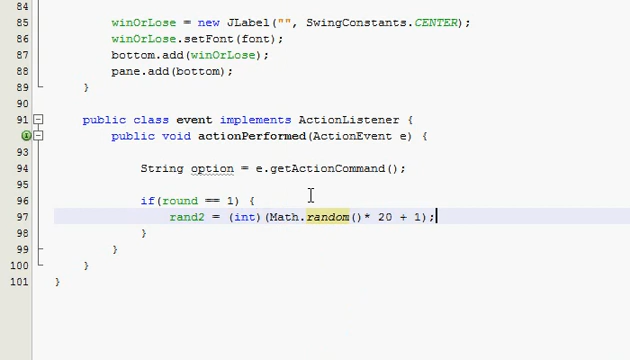 84
85 winOrLose = new JLabel("", SwingConstants.CENTER);
86 winOrLose.setFont(font);
87 bottom.add(winOrLose);
88 pane.add(bottom);
89 }
90
91 public class event implements ActionListener {
public void actionPerformed(ActionEvent e) {
93
94 String option = e.getActionCommand();
95
96 if(round == 1) {
97 rand2 = (int)(Math.random()* 20 + 1);
98 }
99 }
100 }
101 }